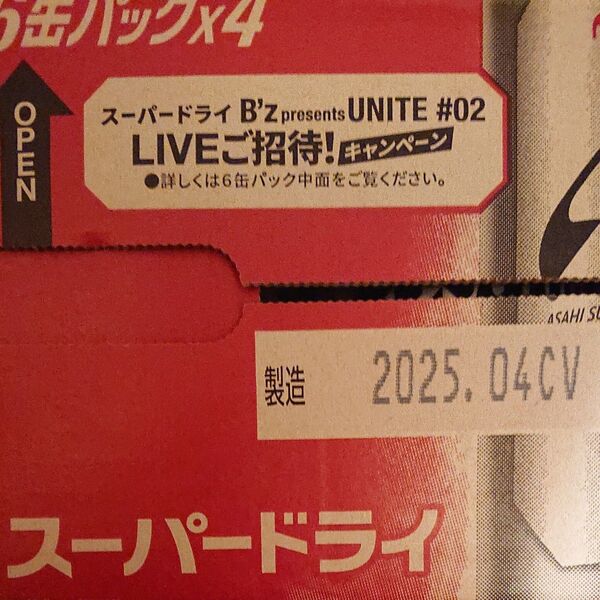 6缶パックx4
OPEN
スーパードライ B'z presents UNITE #02
LIVEご招待! キャンペーン
●詳しくは6缶パック中面をご覧ください。
ASAHI SU
製造 2025.04CV
スーパードライ